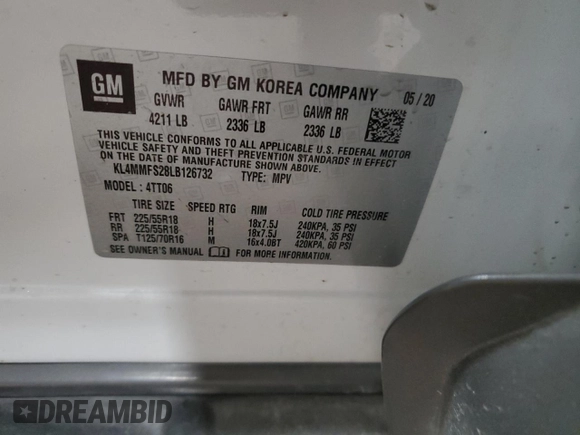 GM
MFD BY GM KOREA COMPANY 05 / 20
GVWR GAWR FRT GAWR RR
4211 LB 2336 LB 2336 LB
THIS VEHICLE CONFORMS TO ALL APPLICABLE U.S. FEDERAL MOTOR
VEHICLE SAFETY AND THEFT PREVENTION STANDARDS IN EFFECT
ON THE DATE OF MANUFACTURE SHOWN ABOVE.
KL4MMFS28LB126732 TYPE: MPV
MODEL : 4TT06
TIRE SIZE SPEED RTG RIM COLD TIRE PRESSURE
FRT 225/55R18 H 18x7.5J 240KPA, 35 PSI
RR 225/55R18 H 18x7.5J 240KPA, 35 PSI
SPA T125/70R16 M 16x4.0BT 420KPA, 60 PSI
SEE OWNER'S MANUAL FOR MORE INFORMATION.
DREAMBID